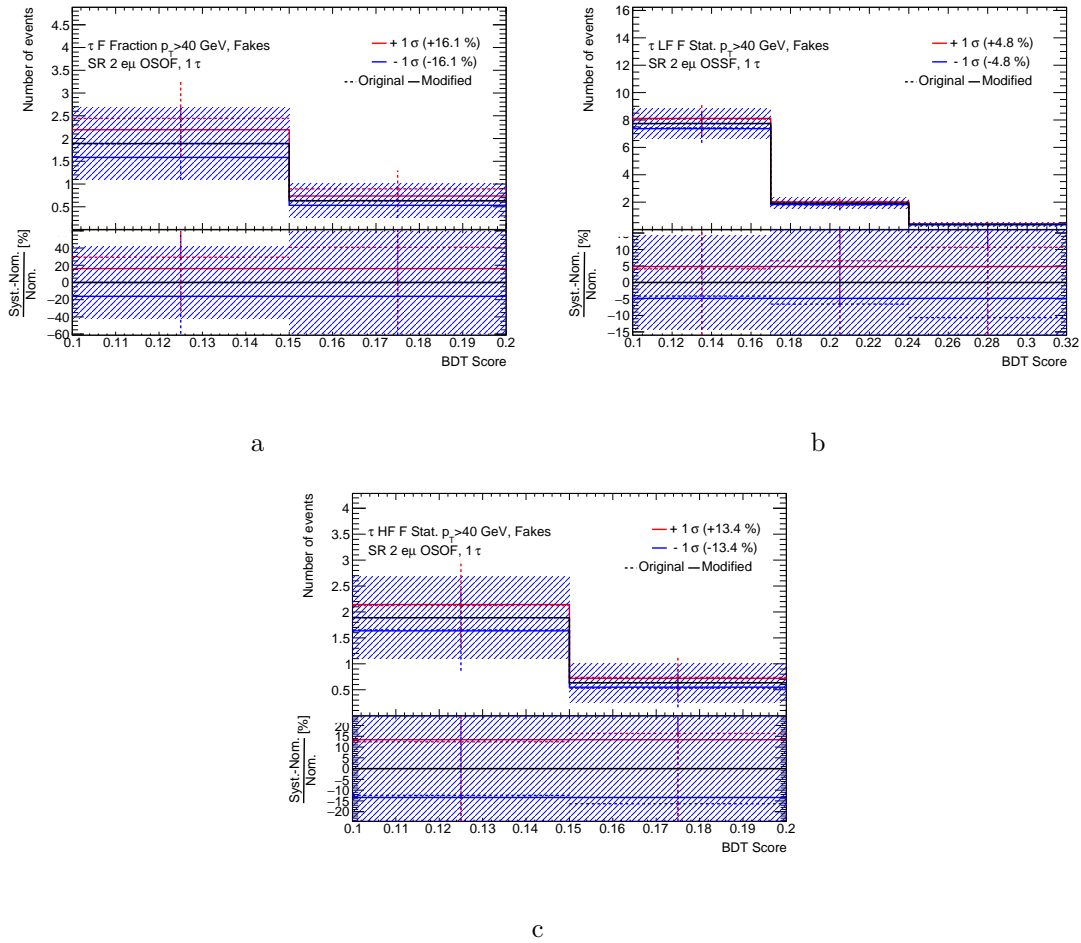 Number of events
4.5
4
3.5
3
2.5
2
1.5
1
0.5
τ F Fraction p_T>40 GeV, Fakes
SR 2 eμ OSOF, 1 τ
+ 1 σ (+16.1 %)
- 1 σ (-16.1 %)
Original Modified
Syst.-Nom. [%]
Nom.
40
20
0
−20
−40
−60
0.1 0.11 0.12 0.13 0.14 0.15 0.16 0.17 0.18 0.19 0.2
BDT Score
a
Number of events
16
14
12
10
8
6
4
2
τ LF F Stat. p_T>40 GeV, Fakes
SR 2 eμ OSSF, 1 τ
+ 1 σ (+4.8 %)
- 1 σ (-4.8 %)
Original Modified
Syst.-Nom. [%]
Nom.
10
5
0
−5
−10
−15
0.1 0.12 0.14 0.16 0.18 0.2 0.22 0.24 0.26 0.28 0.3 0.32
BDT Score
b
Number of events
4
3.5
3
2.5
2
1.5
1
0.5
τ HF F Stat. p_T>40 GeV, Fakes
SR 2 eμ OSOF, 1 τ
+ 1 σ (+13.4 %)
- 1 σ (-13.4 %)
Original Modified
Syst.-Nom. [%]
Nom.
20
15
10
5
0
−5
−10
−15
−20
0.1 0.11 0.12 0.13 0.14 0.15 0.16 0.17 0.18 0.19 0.2
BDT Score
c